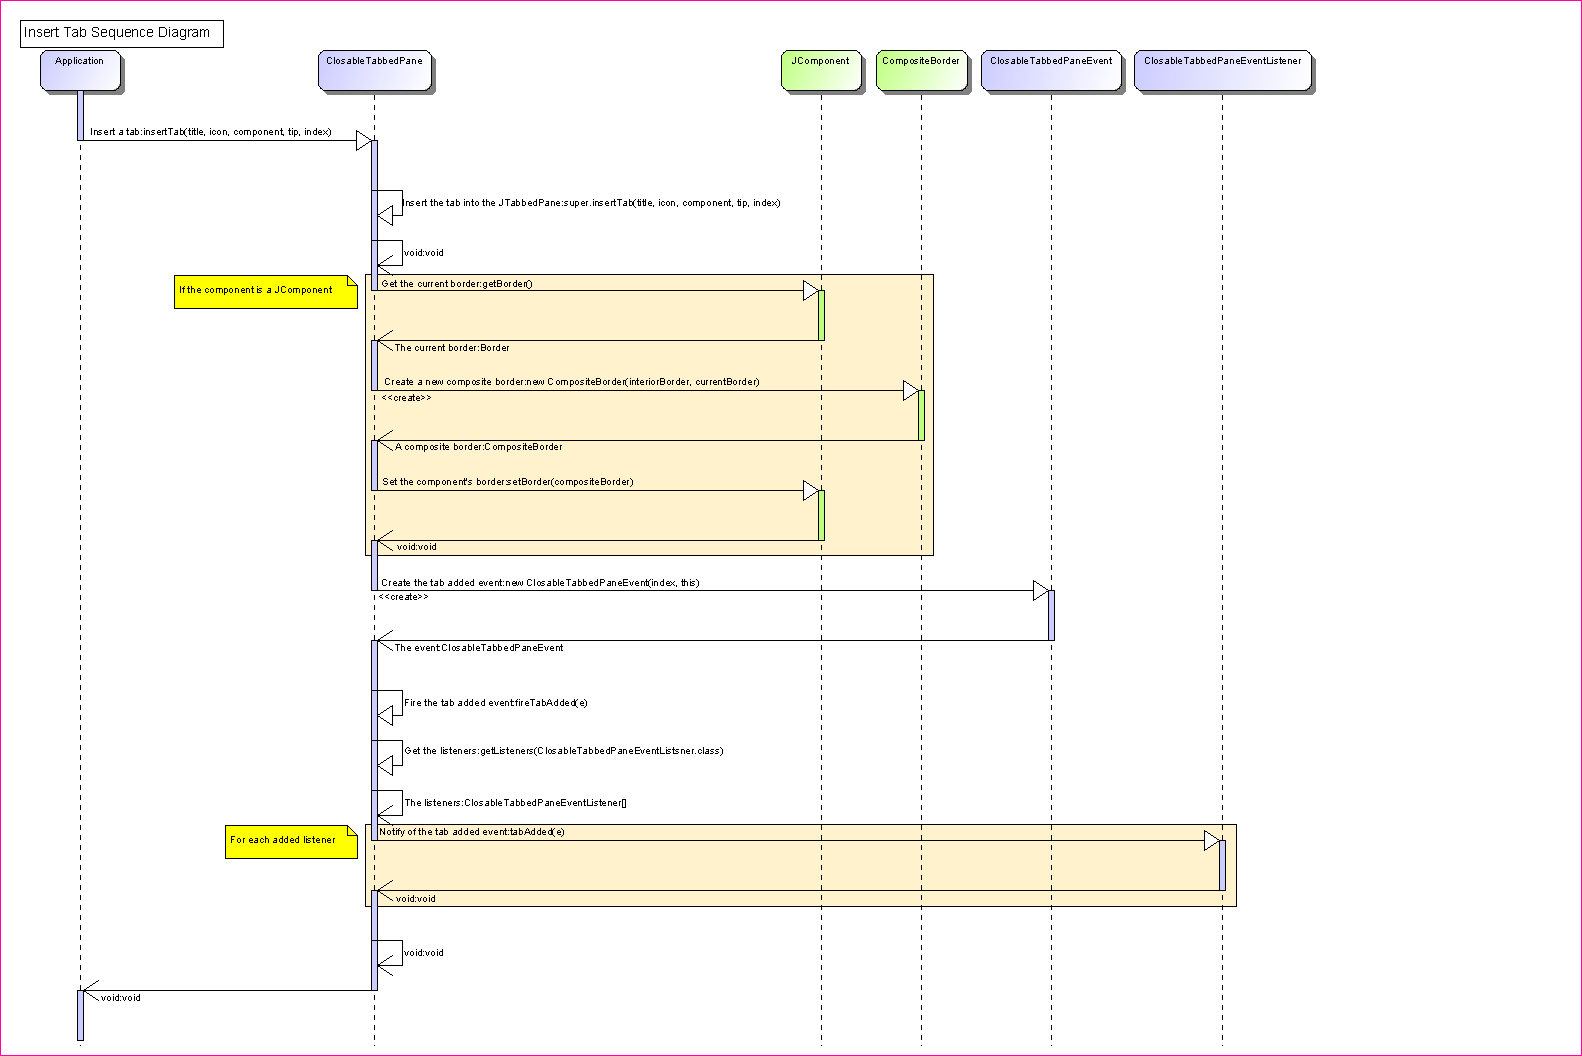 Insert Tab Sequence Diagram
Application
ClosableTabbedPane
JComponent
CompositeBorder
ClosableTabbedPaneEvent
ClosableTabbedPaneEventListener
Insert a tab:insertTab(title, icon, component, tip, index)
Insert the tab into the JTabbedPane:super.insertTab(title, icon, component, tip, index)
void:void
If the component is a JComponent
Get the current border:getBorder()
The current border:Border
Create a new composite border:new CompositeBorder(interiorBorder, currentBorder)
<<create>>
A composite border:CompositeBorder
Set the component's border:setBorder(compositeBorder)
void:void
Create the tab added event:new ClosableTabbedPaneEvent(index, this)
<<create>>
The event:ClosableTabbedPaneEvent
Fire the tab added event:fireTabAdded(e)
Get the listeners:getListeners(ClosableTabbedPaneEventListsner.class)
The listeners:ClosableTabbedPaneEventListener[]
For each added listener
Notify of the tab added event:tabAdded(e)
void:void
void:void
void:void